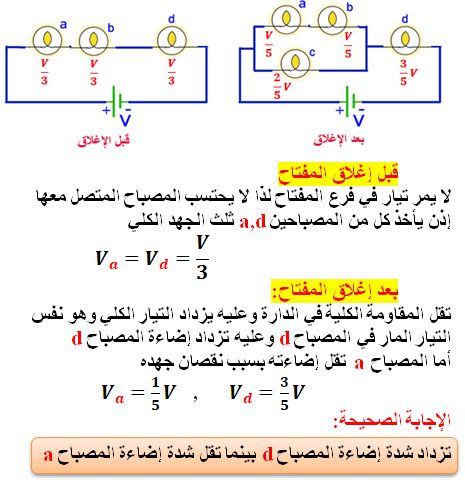 a b d
V/3 V/3 V/3
+ - V
قبل الإغلاق
a b d
V/5 V/5 3/5 V
c
2/5 V
+ - V
بعد الإغلاق
قبل إغلاق المفتاح
لا يمر تيار في فرع المفتاح لذا لا يحتسب المصباح المتصل معها
إذن يأخذ كل من المصباحين a,d ثلث الجهد الكلي
V a = V d = V/3
بعد إغلاق المفتاح:
تقل المقاومة الكلية في الدارة وعليه يزداد التيار الكلي وهو نفس
التيار المار في المصباح d وعليه تزداد إضاءة المصباح d
أما المصباح a تقل إضاءته بسبب نقصان جهده
V a = 1/5 V , V d = 3/5 V
الإجابة الصحيحة:
تزداد شدة إضاءة المصباح d بينما تقل شدة إضاءة المصباح a